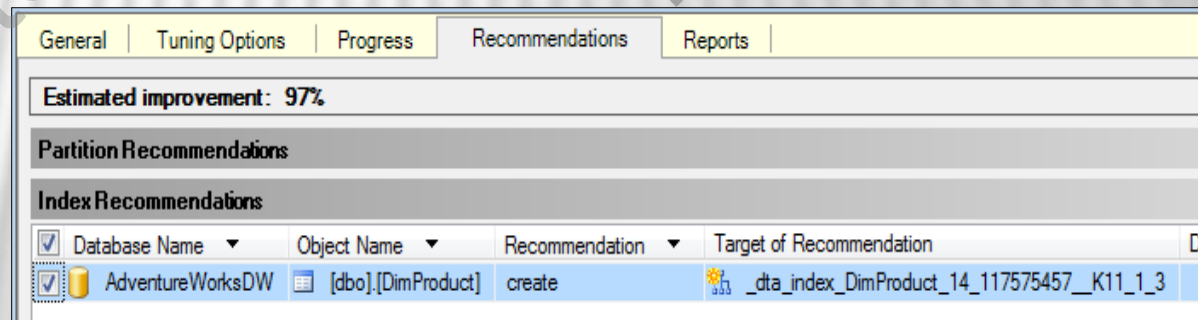 General Tuning Options Progress Recommendations Reports
Estimated improvement: 97%
Partition Recommendations
Index Recommendations
Database Name Object Name Recommendation Target of Recommendation D
AdventureWorksDW [dbo].[DimProduct] create _dta_index_DimProduct_14_117575457__K11_1_3